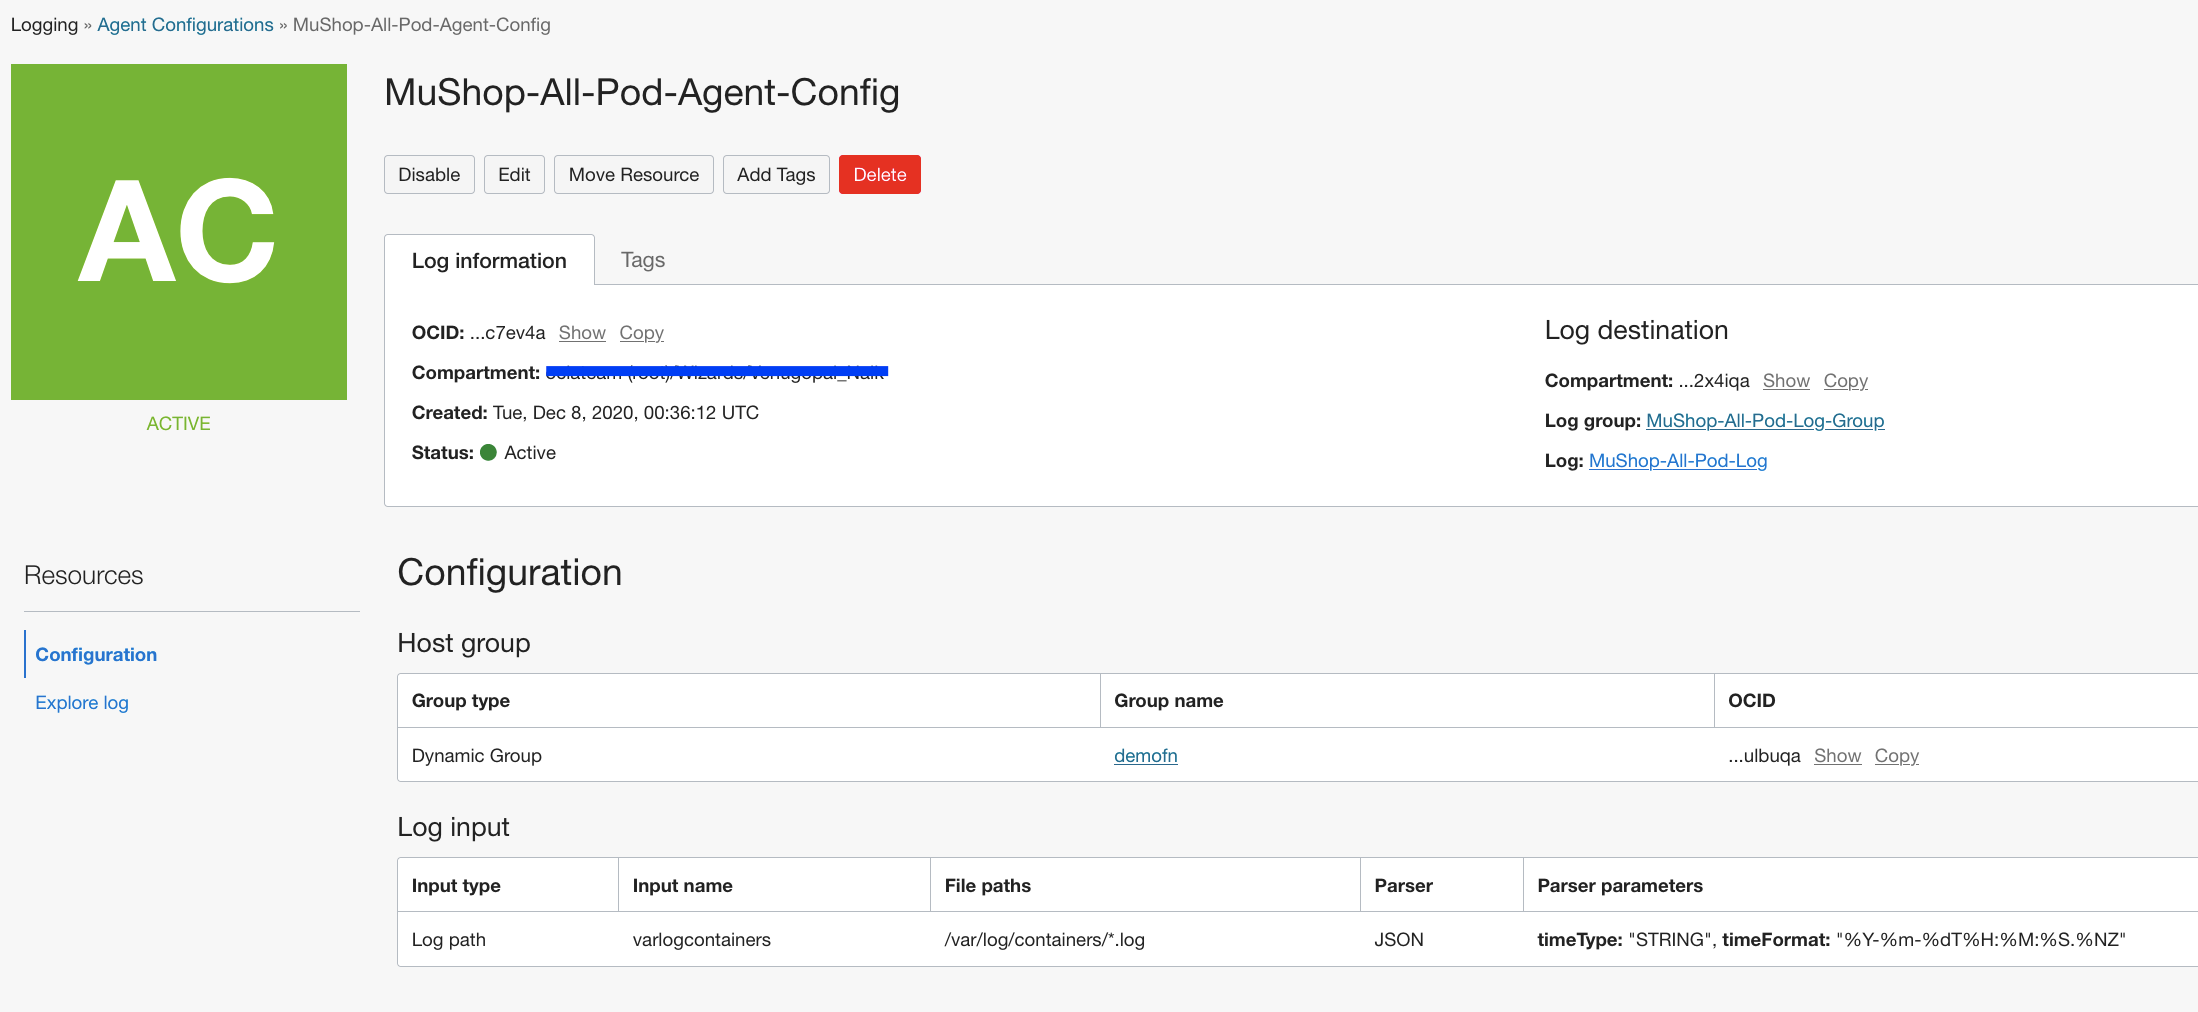 Logging » Agent Configurations » MuShop-All-Pod-Agent-Config
AC
ACTIVE
MuShop-All-Pod-Agent-Config
Disable Edit Move Resource Add Tags Delete
Log information Tags
OCID: ...c7ev4a Show Copy
Compartment:
Created: Tue, Dec 8, 2020, 00:36:12 UTC
Status: Active
Log destination
Compartment: ...2x4iqa Show Copy
Log group: MuShop-All-Pod-Log-Group
Log: MuShop-All-Pod-Log
Resources
Configuration
Explore log
Configuration
Host group
Group type Group name OCID
Dynamic Group demofn ...ulbuqa Show Copy
Log input
Input type Input name File paths Parser Parser parameters
Log path varlogcontainers /var/log/containers/*.log JSON timeType: "STRING", timeFormat: "%Y-%m-%dT%H:%M:%S.%NZ"